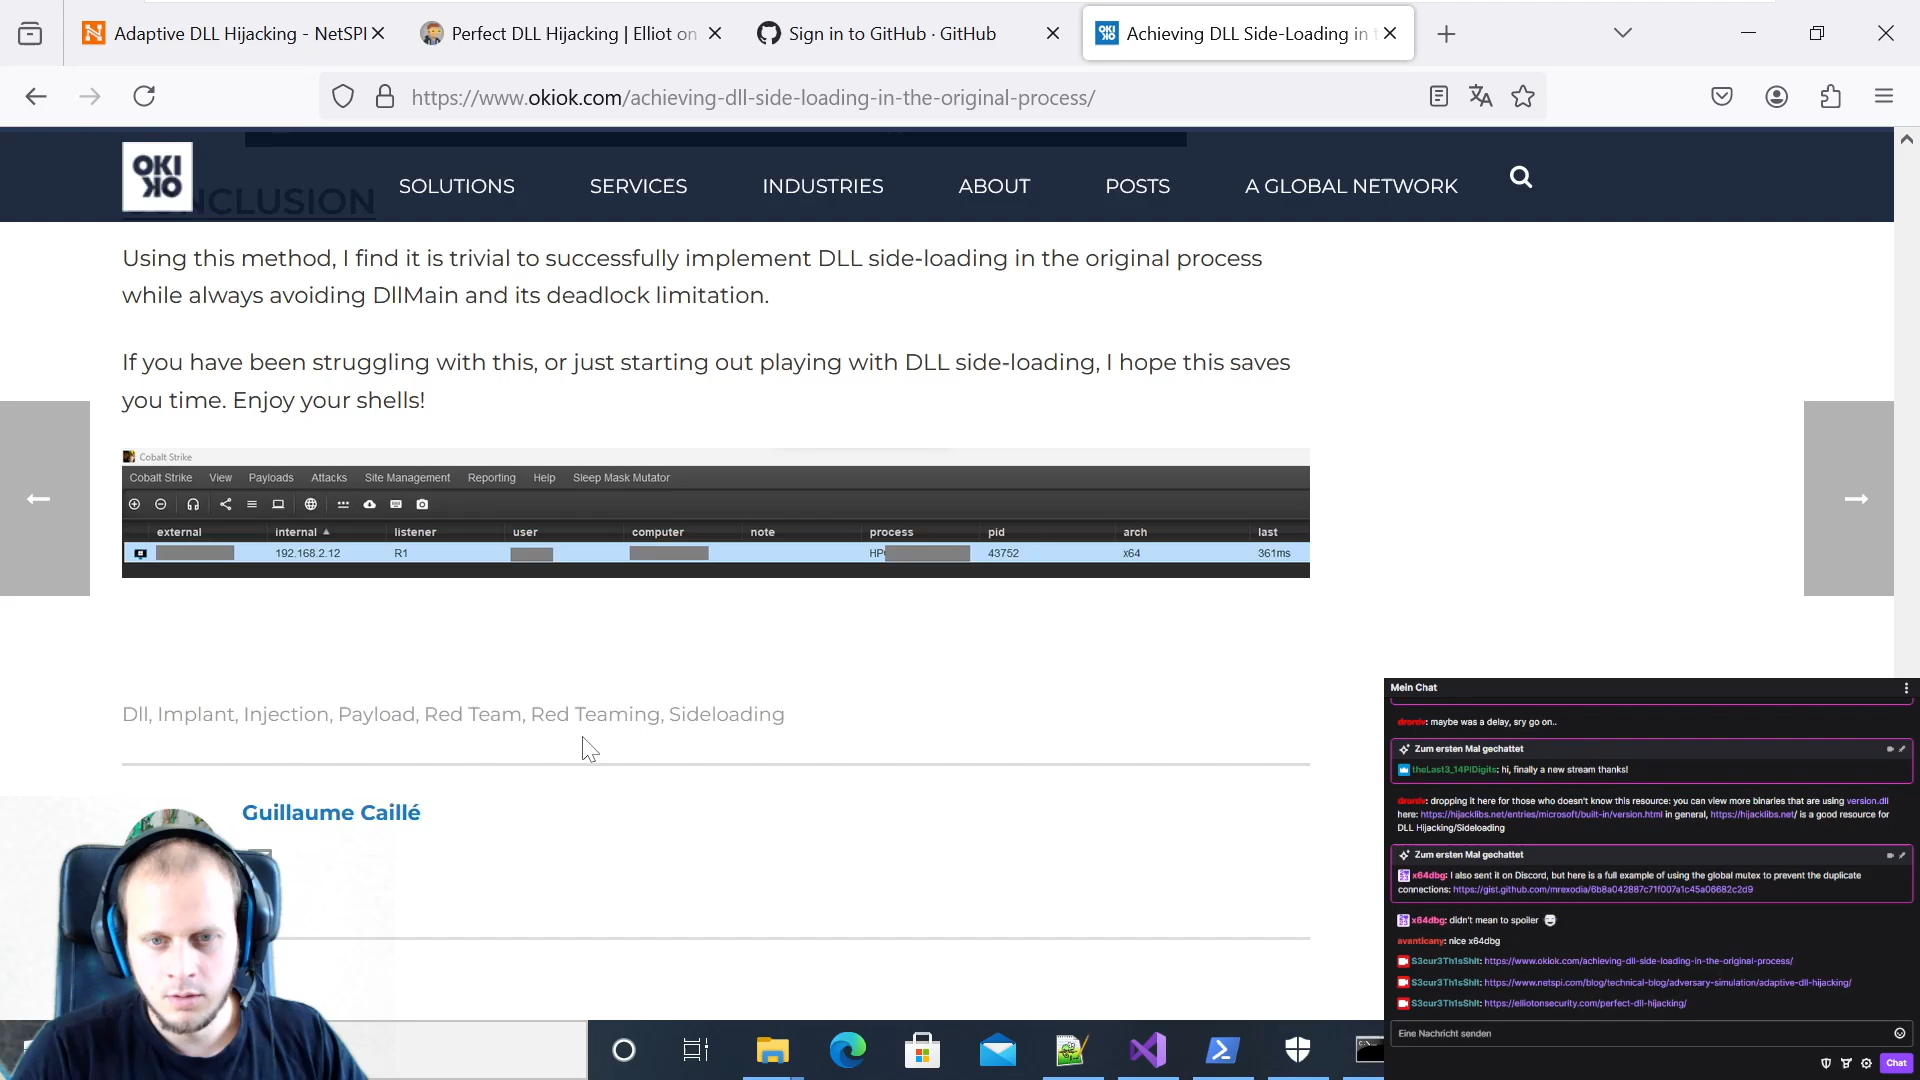 Adaptive DLL Hijacking - NetSPI
Perfect DLL Hijacking | Elliot on
Sign in to GitHub · GitHub
Achieving DLL Side-Loading in t
https://www.okiok.com/achieving-dll-side-loading-in-the-original-process/
OKI
OK
NCLUSION
SOLUTIONS
SERVICES
INDUSTRIES
ABOUT
POSTS
A GLOBAL NETWORK
Using this method, I find it is trivial to successfully implement DLL side-loading in the original process
while always avoiding DllMain and its deadlock limitation.
If you have been struggling with this, or just starting out playing with DLL side-loading, I hope this saves
you time. Enjoy your shells!
Cobalt Strike
Cobalt Strike View Payloads Attacks Site Management Reporting Help Sleep Mask Mutator
external internal listener user computer note process pid arch last
192.168.2.12 R1 HP 43752 x64 361ms
Dll, Implant, Injection, Payload, Red Team, Red Teaming, Sideloading
Guillaume Caillé
Mein Chat
drordv: maybe was a delay, sry go on..
Zum ersten Mal gechattet
theLast3_14PIDigits: hi, finally a new stream thanks!
dropping it here for those who doesn't know this resource: you can view more binaries that are using version.dll
here: https://hijacklibs.net/entries/microsoft/built-in/version.html in general, https://hijacklibs.net/ is a good resource for
DLL Hijacking/Sideloading
Zum ersten Mal gechattet
x64dbg: I also sent it on Discord, but here is a full example of using the global mutex to prevent the duplicate
connections: https://gist.github.com/mrexodia/6b8a042887c71f007a1c45a06682c2d9
x64dbg: didn't mean to spoiler
avanticany: nice x64dbg
S3cur3Th1sSh1t: https://www.okiok.com/achieving-dll-side-loading-in-the-original-process/
S3cur3Th1sSh1t: https://www.netspi.com/blog/technical-blog/adversary-simulation/adaptive-dll-hijacking/
S3cur3Th1sSh1t: https://elliotonsecurity.com/perfect-dll-hijacking/
Eine Nachricht senden
Chat